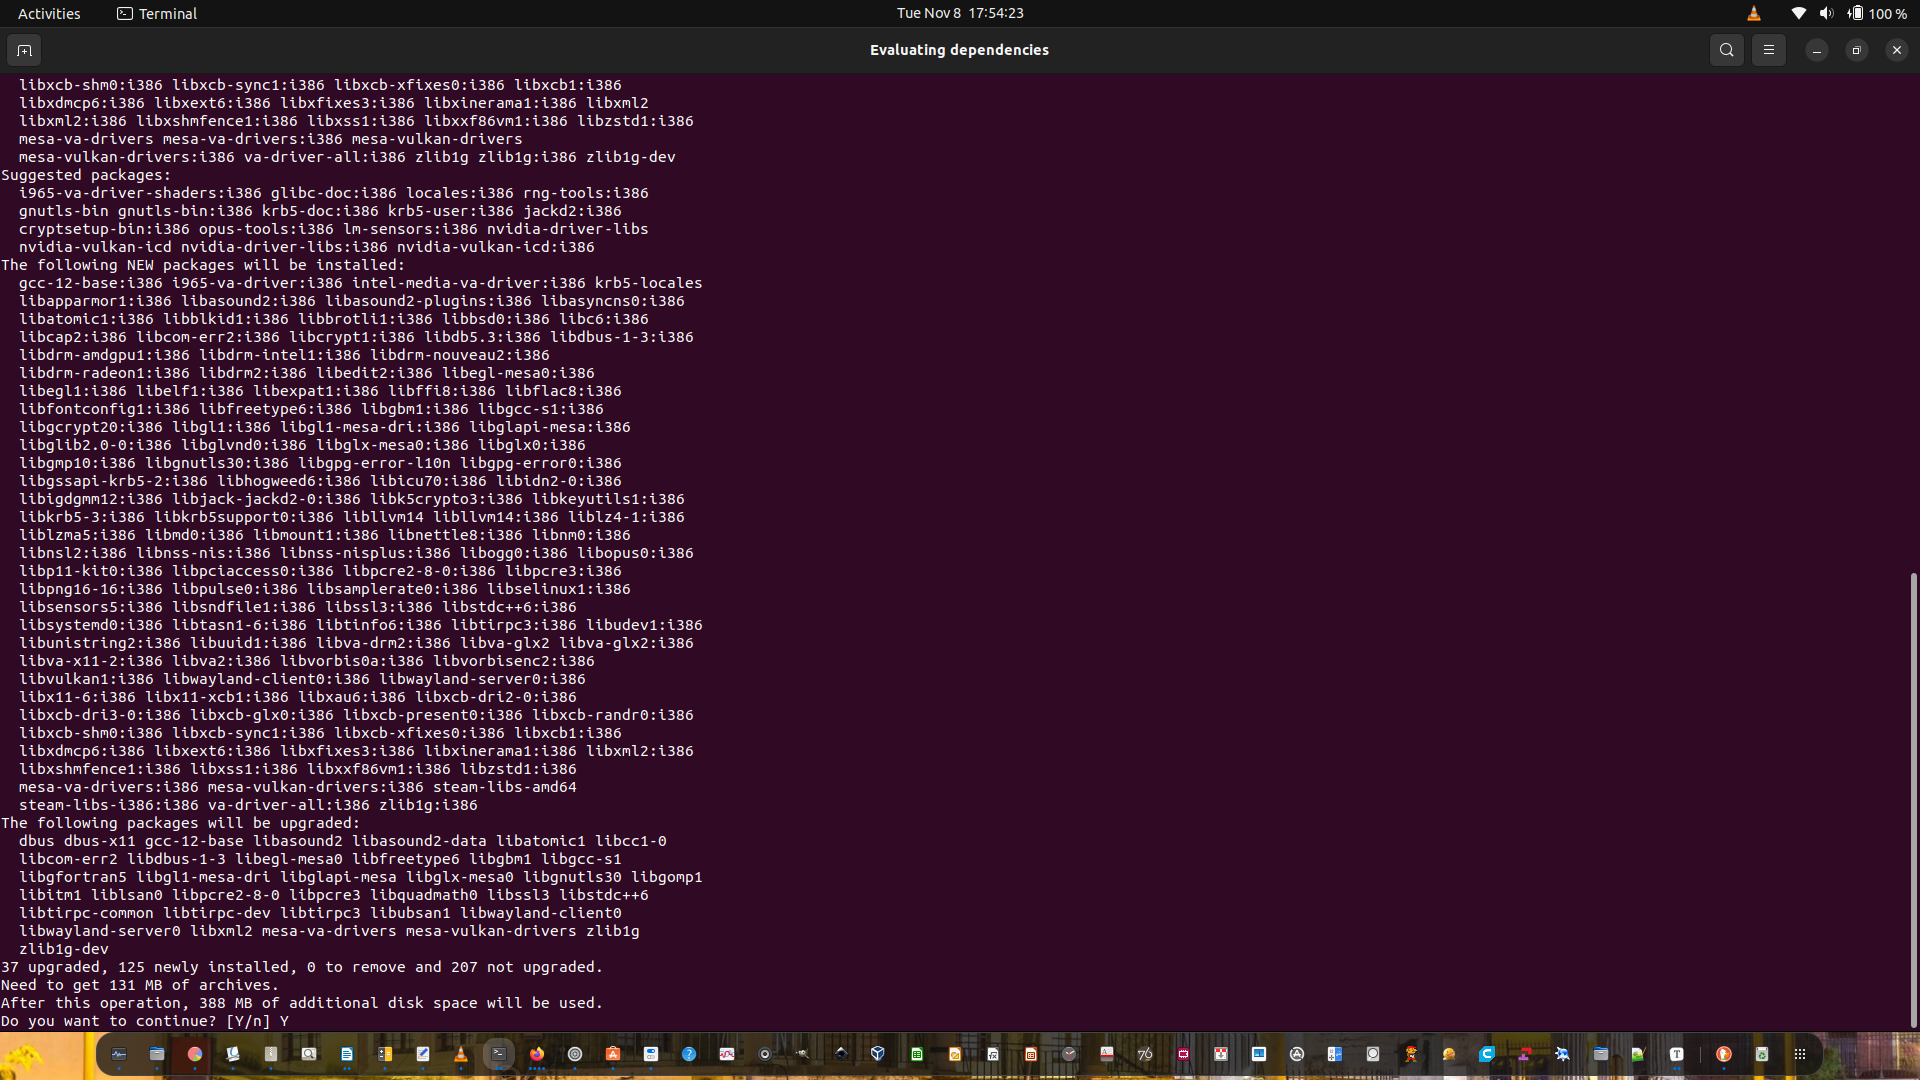 Activities
Terminal
Tue Nov 8 17:54:23
100 %
Evaluating dependencies
libxcb-shm0:i386 libxcb-sync1:i386 libxcb-xfixes0:i386 libxcb1:i386
libxdmcp6:i386 libxext6:i386 libxfixes3:i386 libxinerama1:i386 libxml2
libxml2:i386 libxshmfence1:i386 libxss1:i386 libxxf86vm1:i386 libzstd1:i386
mesa-va-drivers mesa-va-drivers:i386 mesa-vulkan-drivers
mesa-vulkan-drivers:i386 va-driver-all:i386 zlib1g zlib1g:i386 zlib1g-dev
Suggested packages:
i965-va-driver-shaders:i386 glibc-doc:i386 locales:i386 rng-tools:i386
gnutls-bin gnutls-bin:i386 krb5-doc:i386 krb5-user:i386 jackd2:i386
cryptsetup-bin:i386 opus-tools:i386 lm-sensors:i386 nvidia-driver-libs
nvidia-vulkan-icd nvidia-driver-libs:i386 nvidia-vulkan-icd:i386
The following NEW packages will be installed:
gcc-12-base:i386 i965-va-driver:i386 intel-media-va-driver:i386 krb5-locales
libapparmor1:i386 libasound2:i386 libasound2-plugins:i386 libasyncns0:i386
libatomic1:i386 libblkid1:i386 libbrotli1:i386 libbsd0:i386 libc6:i386
libcap2:i386 libcom-err2:i386 libcrypt1:i386 libdb5.3:i386 libdbus-1-3:i386
libdrm-amdgpu1:i386 libdrm-intel1:i386 libdrm-nouveau2:i386
libdrm-radeon1:i386 libdrm2:i386 libedit2:i386 libegl-mesa0:i386
libegl1:i386 libelf1:i386 libexpat1:i386 libffi8:i386 libflac8:i386
libfontconfig1:i386 libfreetype6:i386 libgbm1:i386 libgcc-s1:i386
libgcrypt20:i386 libgl1:i386 libgl1-mesa-dri:i386 libglapi-mesa:i386
libglib2.0-0:i386 libglvnd0:i386 libglx-mesa0:i386 libglx0:i386
libgmp10:i386 libgnutls30:i386 libgpg-error-l10n libgpg-error0:i386
libgssapi-krb5-2:i386 libhogweed6:i386 libicu70:i386 libidn2-0:i386
libigdgmm12:i386 libjack-jackd2-0:i386 libk5crypto3:i386 libkeyutils1:i386
libkrb5-3:i386 libkrb5support0:i386 libllvm14 libllvm14:i386 liblz4-1:i386
liblzma5:i386 libmd0:i386 libmount1:i386 libnettle8:i386 libnm0:i386
libnsl2:i386 libnss-nis:i386 libnss-nisplus:i386 libogg0:i386 libopus0:i386
libp11-kit0:i386 libpciaccess0:i386 libpcre2-8-0:i386 libpcre3:i386
libpng16-16:i386 libpulse0:i386 libsamplerate0:i386 libselinux1:i386
libsensors5:i386 libsndfile1:i386 libssl3:i386 libstdc++6:i386
libsystemd0:i386 libtasn1-6:i386 libtinfo6:i386 libtirpc3:i386 libudev1:i386
libunistring2:i386 libuuid1:i386 libva-drm2:i386 libva-glx2 libva-glx2:i386
libva-x11-2:i386 libva2:i386 libvorbis0a:i386 libvorbisenc2:i386
libvulkan1:i386 libwayland-client0:i386 libwayland-server0:i386
libx11-6:i386 libx11-xcb1:i386 libxau6:i386 libxcb-dri2-0:i386
libxcb-dri3-0:i386 libxcb-glx0:i386 libxcb-present0:i386 libxcb-randr0:i386
libxcb-shm0:i386 libxcb-sync1:i386 libxcb-xfixes0:i386 libxcb1:i386
libxdmcp6:i386 libxext6:i386 libxfixes3:i386 libxinerama1:i386 libxml2:i386
libxshmfence1:i386 libxss1:i386 libxxf86vm1:i386 libzstd1:i386
mesa-va-drivers:i386 mesa-vulkan-drivers:i386 steam-libs-amd64
steam-libs-i386:i386 va-driver-all:i386 zlib1g:i386
The following packages will be upgraded:
dbus dbus-x11 gcc-12-base libasound2 libasound2-data libatomic1 libcc1-0
libcom-err2 libdbus-1-3 libegl-mesa0 libfreetype6 libgbm1 libgcc-s1
libgfortran5 libgl1-mesa-dri libglapi-mesa libglx-mesa0 libgnutls30 libgomp1
libitm1 liblsan0 libpcre2-8-0 libpcre3 libquadmath0 libssl3 libstdc++6
libtirpc-common libtirpc-dev libtirpc3 libubsan1 libwayland-client0
libwayland-server0 libxml2 mesa-va-drivers mesa-vulkan-drivers zlib1g
zlib1g-dev
37 upgraded, 125 newly installed, 0 to remove and 207 not upgraded.
Need to get 131 MB of archives.
After this operation, 388 MB of additional disk space will be used.
Do you want to continue? [Y/n] Y